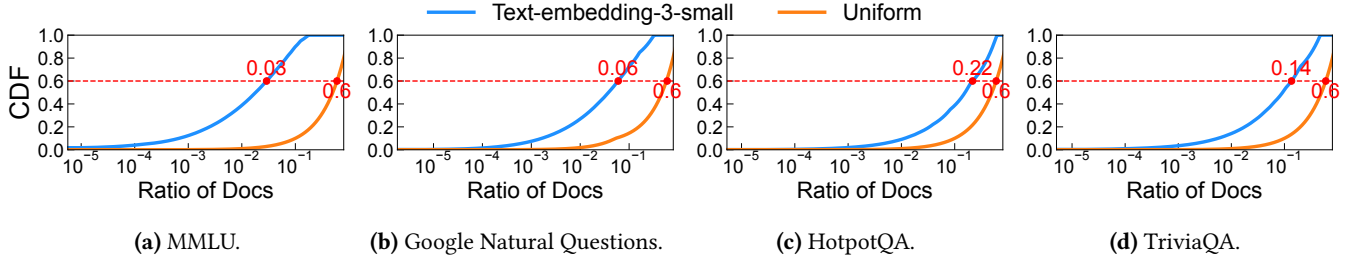 Text-embedding-3-small Uniform
CDF
1.0 0.8 0.6 0.4 0.2 0.0
0.03
0.6
10⁻⁵ 10⁻⁴ 10⁻³ 10⁻² 10⁻¹
Ratio of Docs
(a) MMLU.
1.0 0.8 0.6 0.4 0.2 0.0
0.06
0.6
10⁻⁵ 10⁻⁴ 10⁻³ 10⁻² 10⁻¹
Ratio of Docs
(b) Google Natural Questions.
1.0 0.8 0.6 0.4 0.2 0.0
0.22
0.6
10⁻⁵ 10⁻⁴ 10⁻³ 10⁻² 10⁻¹
Ratio of Docs
(c) HotpotQA.
1.0 0.8 0.6 0.4 0.2 0.0
0.14
0.6
10⁻⁵ 10⁻⁴ 10⁻³ 10⁻² 10⁻¹
Ratio of Docs
(d) TriviaQA.